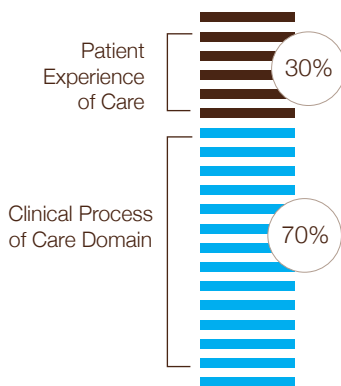 Patient
Experience
of Care
30%
Clinical Process
of Care Domain
70%